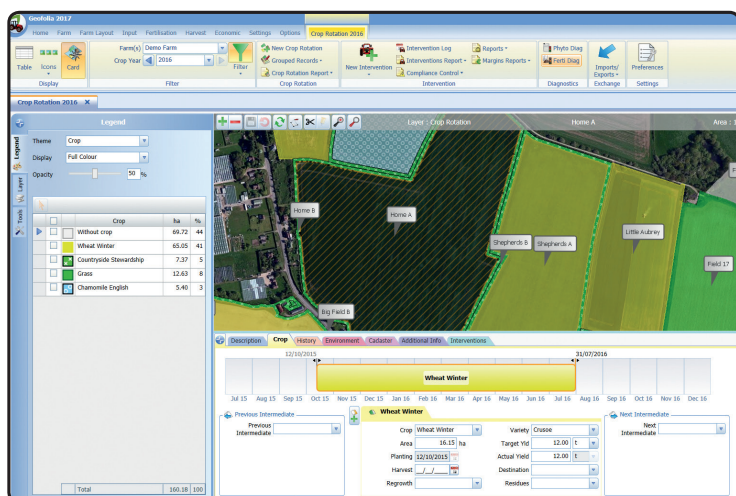 Geofolia 2017
Home Farm Farm Layout Input Fertilisation Harvest Economic Settings Options Crop Rotation 2016
Table
Icons
Card
Display
Farm(s) Demo Farm
Crop Year 2016
Filter
Filter
New Crop Rotation
Grouped Records
Crop Rotation Report
Crop Rotation
New Intervention
Intervention Log
Interventions Report
Compliance Control
Reports
Margins Reports
Intervention
Phyto Diag
Ferti Diag
Diagnostics
Imports/
Exports
Exchange
Preferences
Settings
Crop Rotation 2016 X
Legend
Layer
Tools
Legend
Theme Crop
Display Full Colour
Opacity 50 %
Crop ha %
Without crop 69.72 44
Wheat Winter 65.05 41
Countryside Stewardship 7.37 5
Grass 12.63 8
Chamomile English 5.40 3
Total 160.18 100
Layer : Crop Rotation Home A Area : 1
Home B
Home A
Shepherds B
Shepherds A
Little Aubrey
Field 17
Big Field B
Description Crop History Environment Cadastor Additional Info Interventions
12/10/2015 31/07/2016
Wheat Winter
Jul 15 Aug 15 Sep 15 Oct 15 Nov 15 Dec 15 Jan 16 Feb 16 Mar 16 Apr 16 May 16 Jun 16 Jul 16 Aug 16 Sep 16 Oct 16 Nov 16 Dec 16
Previous Intermediate
Previous
Intermediate
Wheat Winter
Crop Wheat Winter
Area 16.15 ha
Planting 12/10/2015
Harvest __/__/____
Regrowth
Variety Crusoe
Target Yld 12.00 t
Actual Yield 12.00 t
Destination
Residues
Next Intermediate
Next
Intermediate